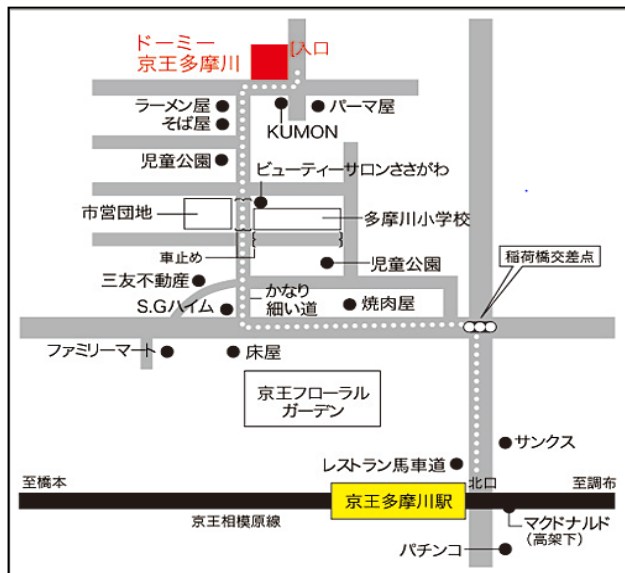 ドーミー
京王多摩川
[入口
ラーメン屋
そば屋
KUMON
パーマ屋
児童公園
ビューティーサロンささがわ
市営団地
多摩川小学校
車止め
児童公園
稲荷橋交差点
三友不動産
S.Gハイム
かなり
細い道
焼肉屋
ファミリーマート
床屋
京王フローラル
ガーデン
サンクス
レストラン馬車道
至橋本
京王多摩川駅
北口
至調布
京王相模原線
マクドナルド
(高架下)
パチンコ